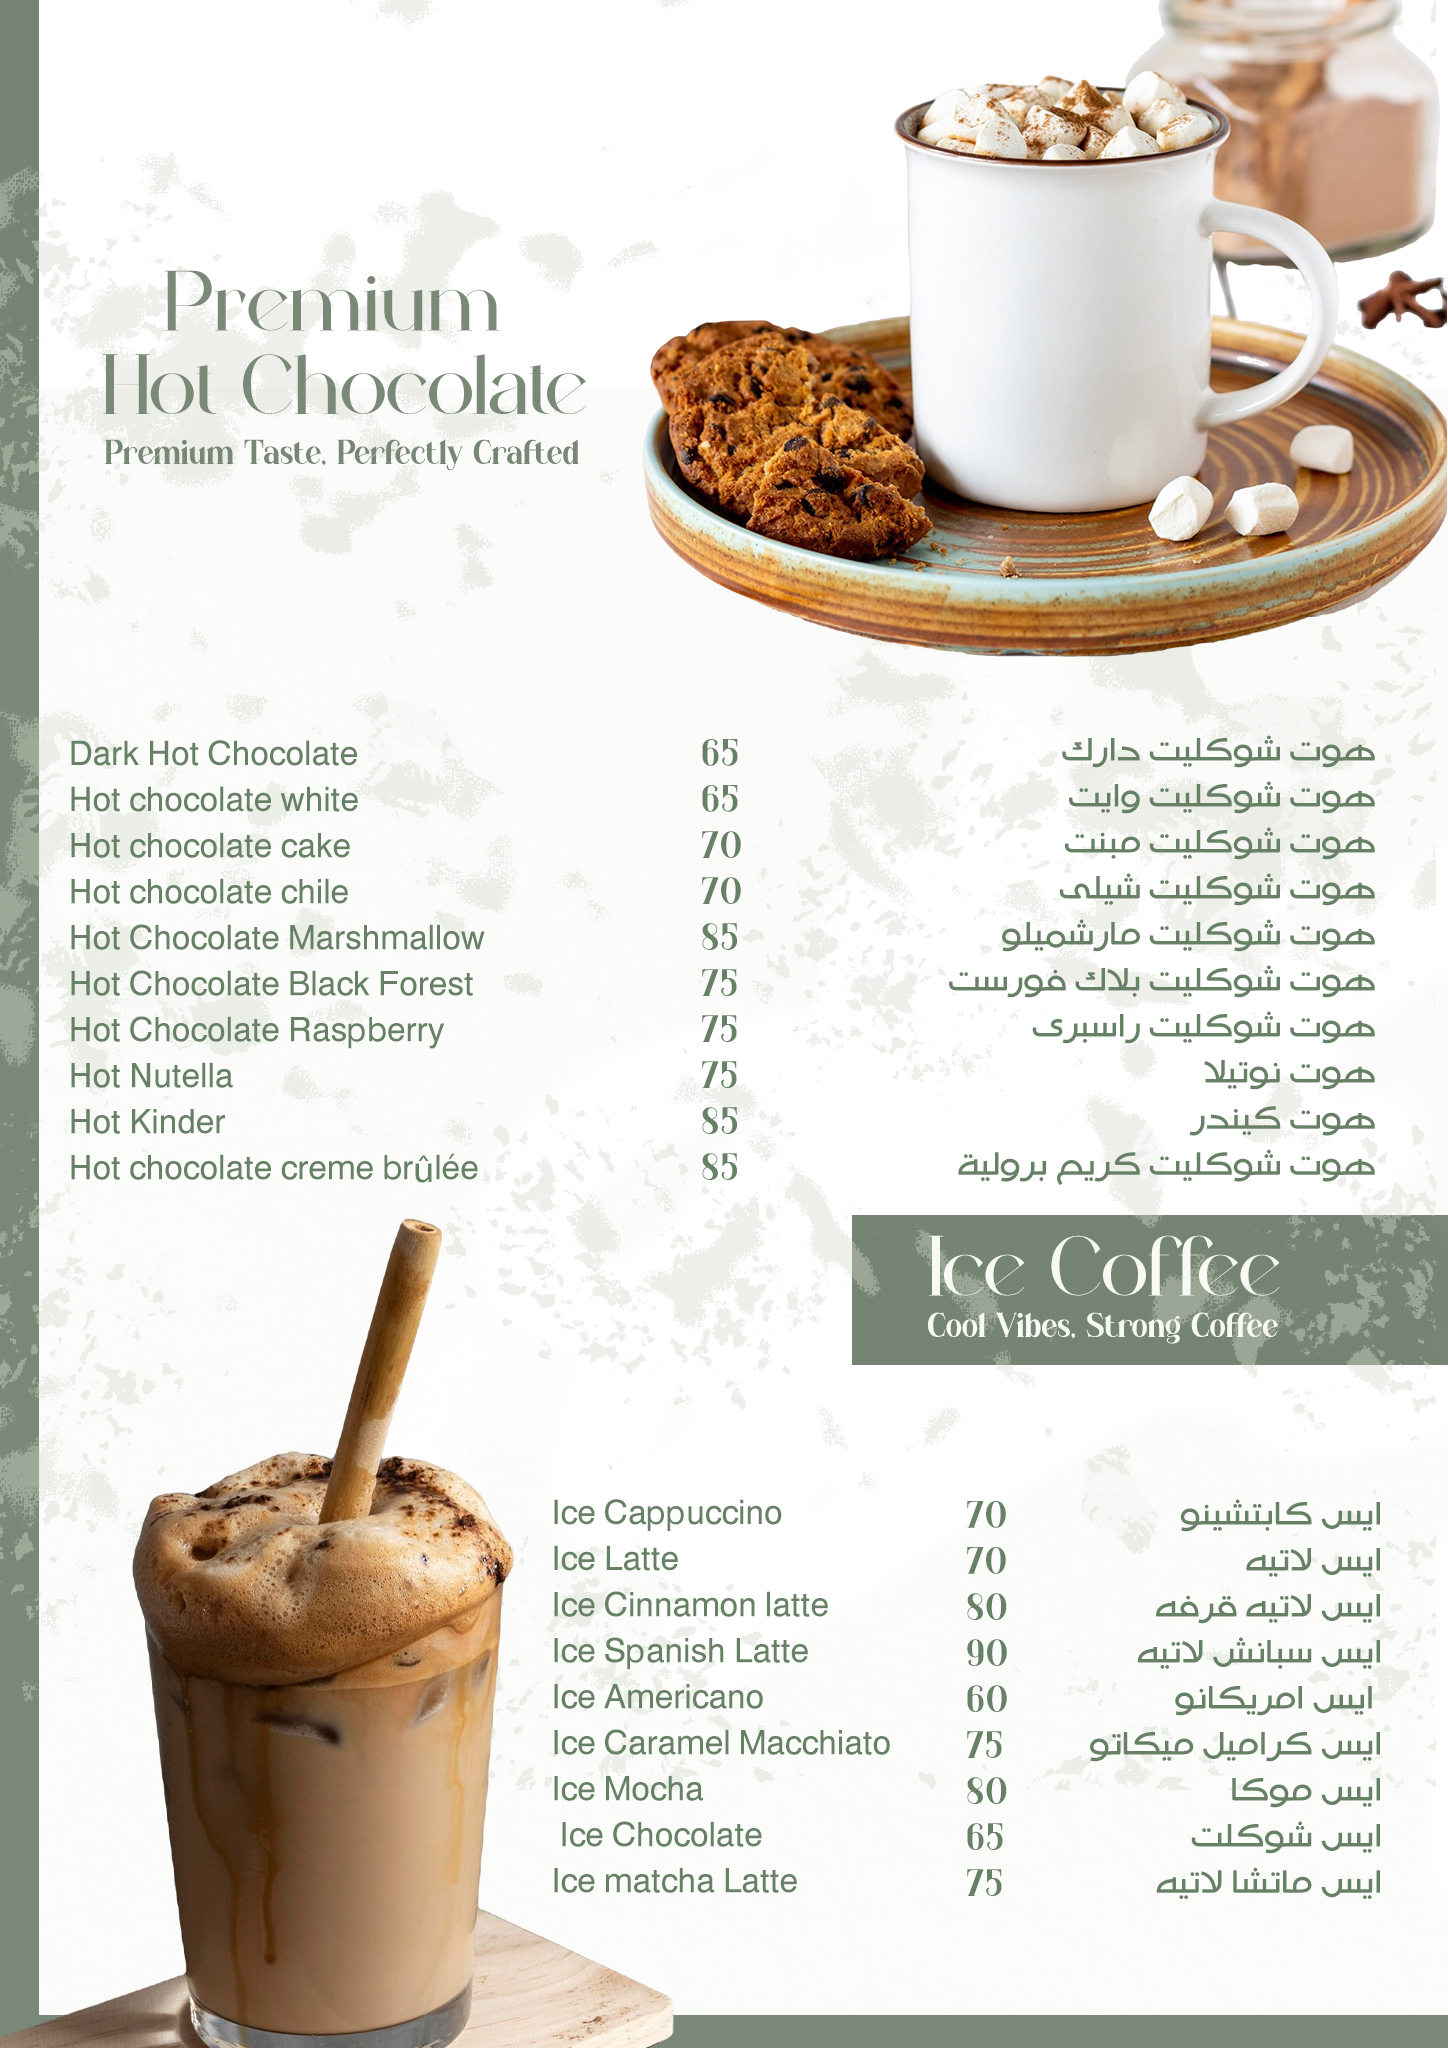 Premium
Hot Chocolate
Premium Taste, Perfectly Crafted
Dark Hot Chocolate 65 هوت شوكليت دارك
Hot chocolate white 65 هوت شوكليت وايت
Hot chocolate cake 70 هوت شوكليت مبنت
Hot chocolate chile 70 هوت شوكليت شيلى
Hot Chocolate Marshmallow 85 هوت شوكليت مارشميلو
Hot Chocolate Black Forest 75 هوت شوكليت بلاك فورست
Hot Chocolate Raspberry 75 هوت شوكليت راسبرى
Hot Nutella 75 هوت نوتيلا
Hot Kinder 85 هوت كيندر
Hot chocolate creme brûlée 85 هوت شوكليت كريم برولية
Ice Coffee
Cool Vibes, Strong Coffee
Ice Cappuccino 70 ايس كابتشينو
Ice Latte 70 ايس لاتيه
Ice Cinnamon latte 80 ايس لاتيه قرفه
Ice Spanish Latte 90 ايس سبانش لاتيه
Ice Americano 60 ايس امريكانو
Ice Caramel Macchiato 75 ايس كراميل ميكاتو
Ice Mocha 80 ايس موكا
Ice Chocolate 65 ايس شوكلت
Ice matcha Latte 75 ايس ماتشا لاتيه